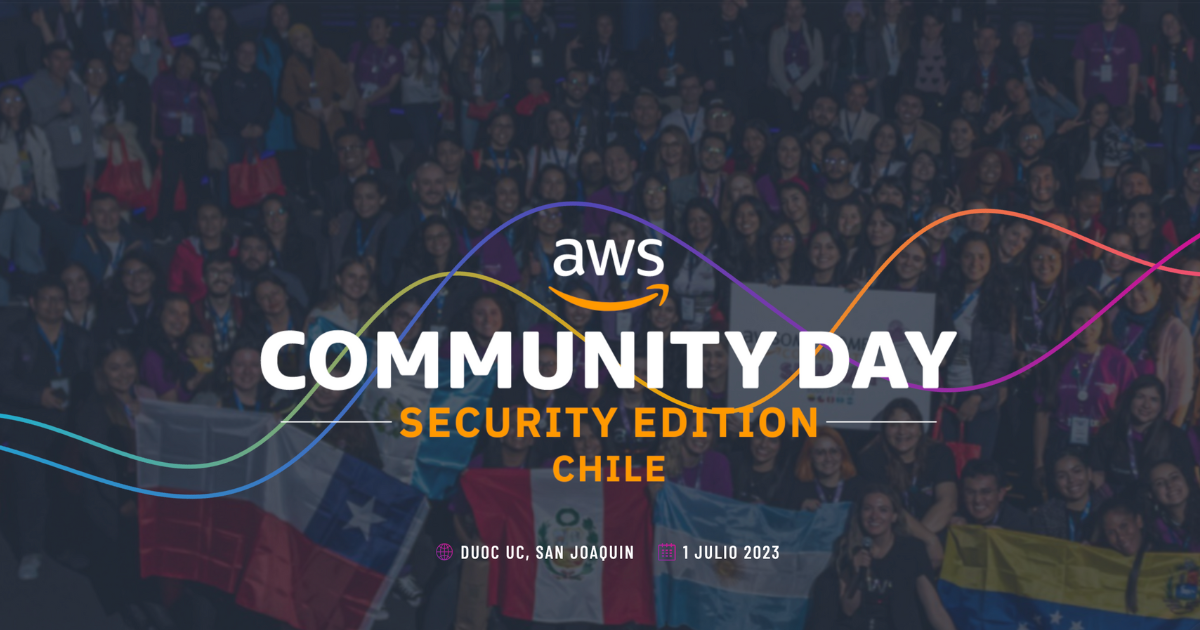 aws
COMMUNITY DAY
SECURITY EDITION
CHILE
DUOC UC, SAN JOAQUIN 1 JULIO 2023